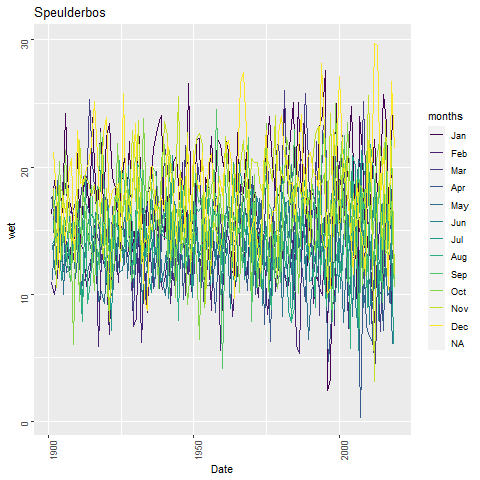 Speulderbos
wet
30
20
10
0
1900
1950
2000
Date
months
Jan
Feb
Mar
Apr
May
Jun
Jul
Aug
Sep
Oct
Nov
Dec
NA